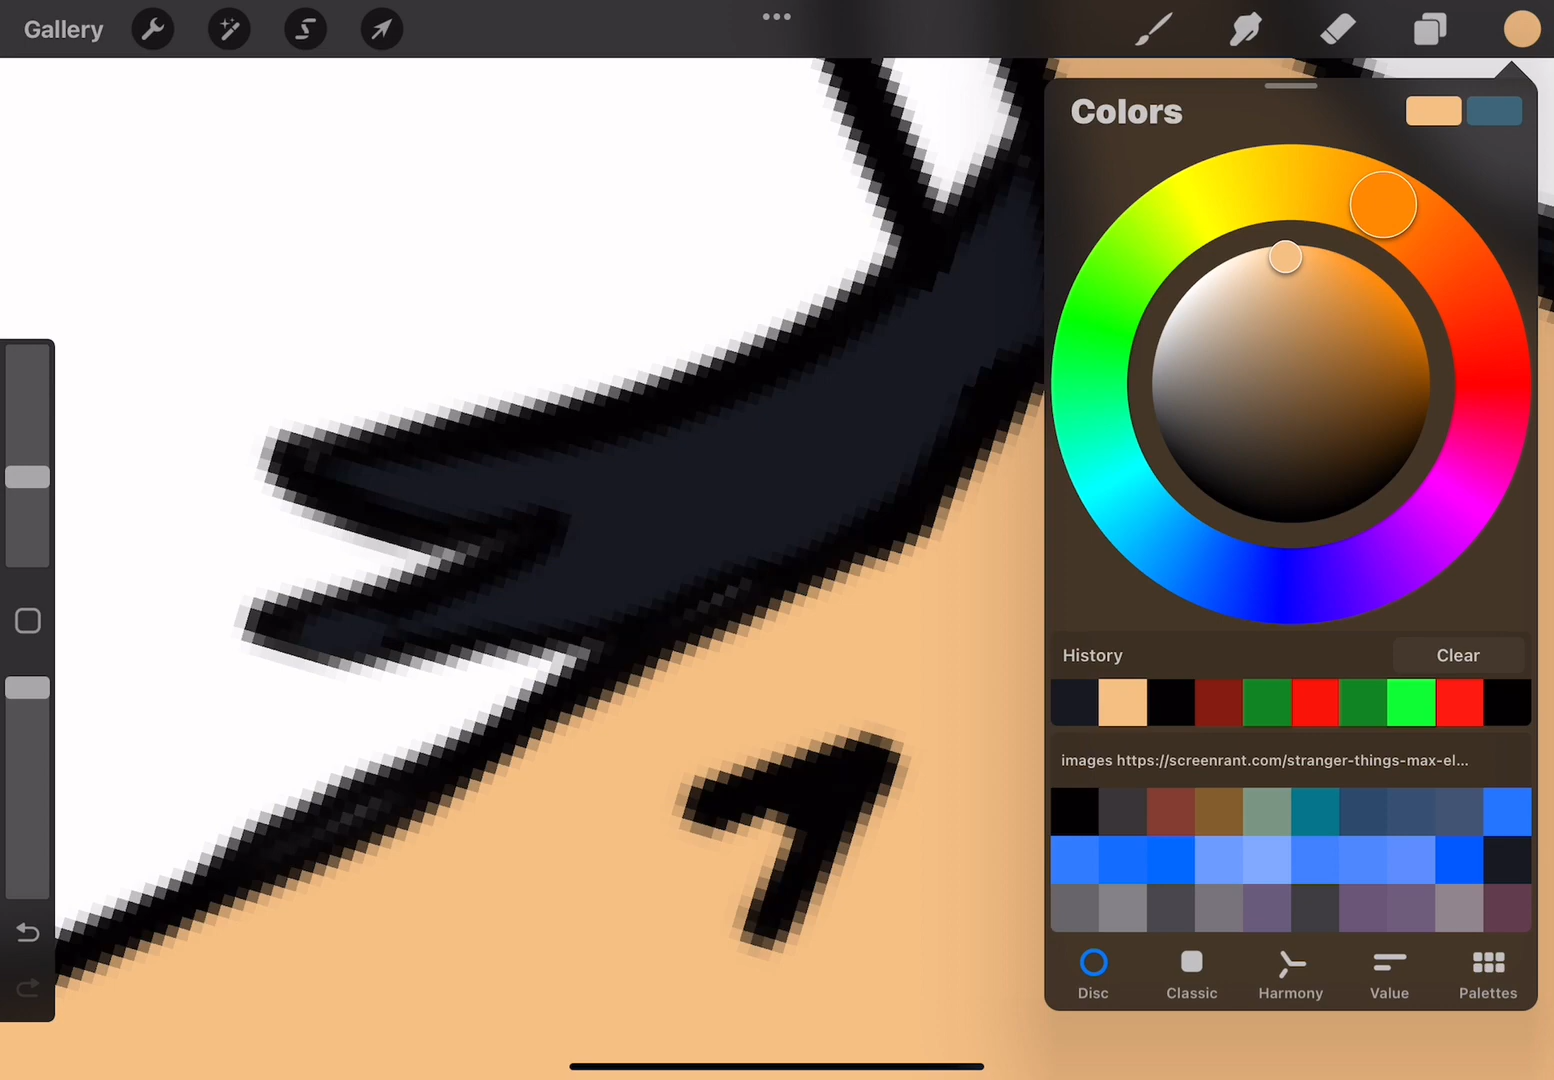 Gallery
Colors
History
Clear
images https://screenrant.com/stranger-things-max-el...
Disc
Classic
Harmony
Value
Palettes